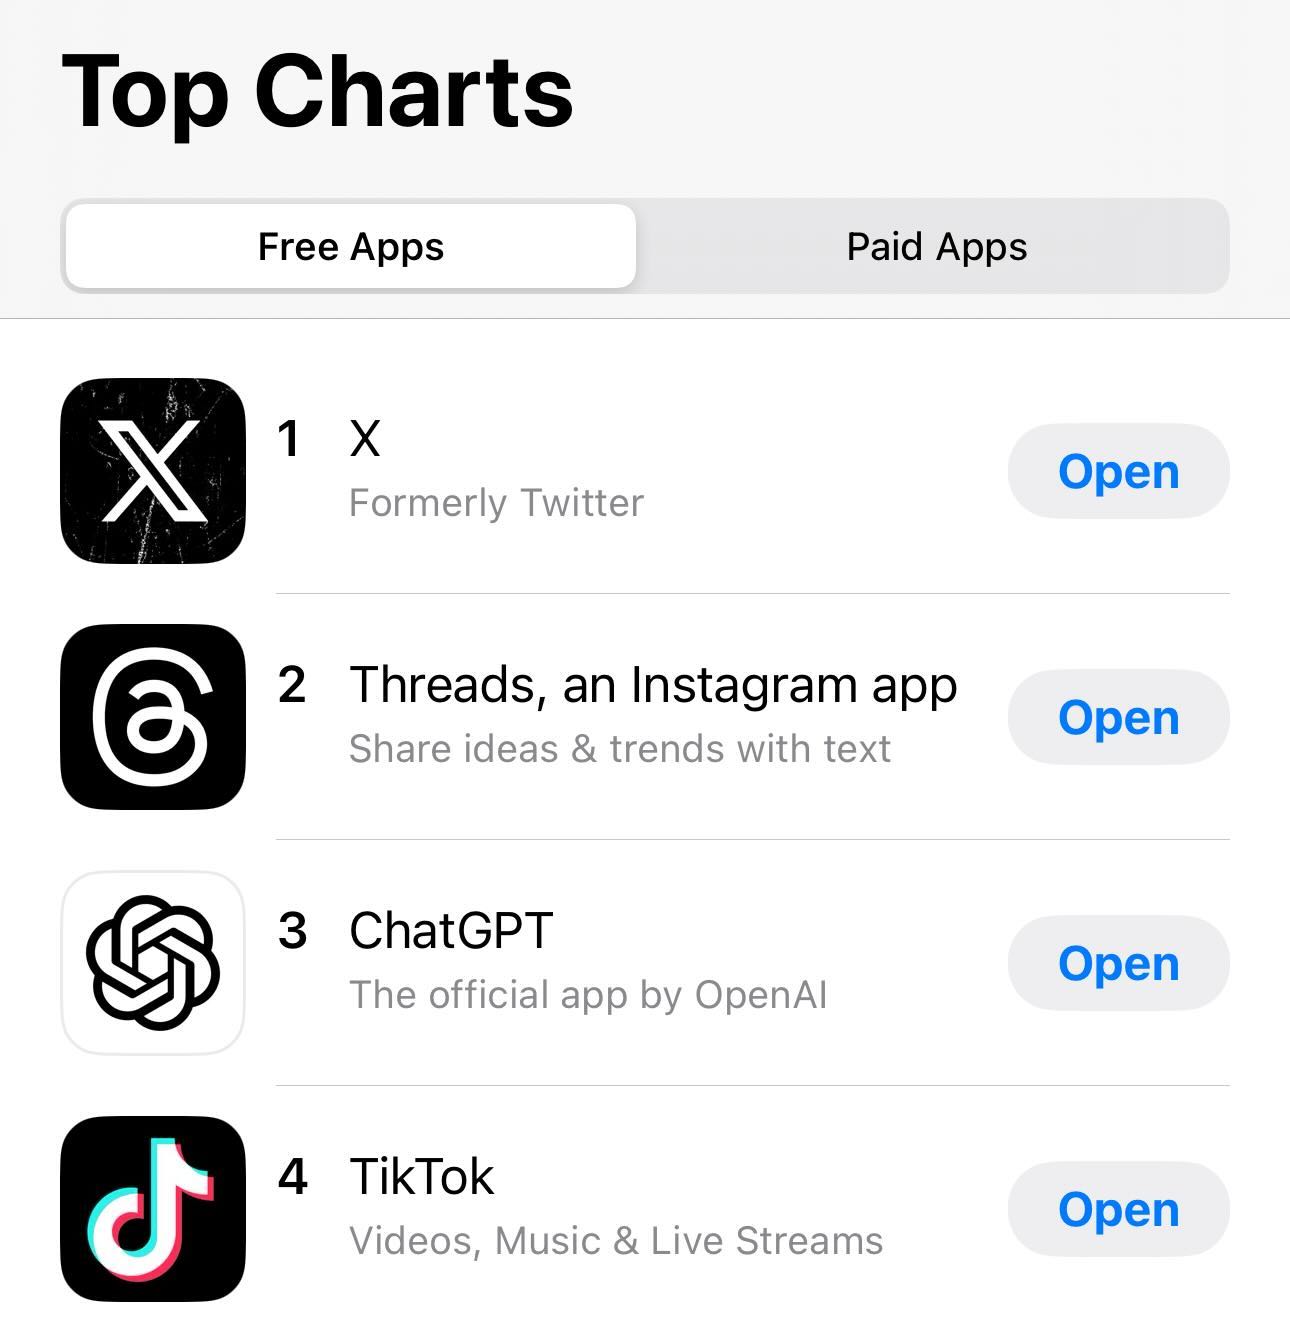 Top Charts
Free Apps
Paid Apps
1 X
Formerly Twitter
Open
2 Threads, an Instagram app
Share ideas & trends with text
Open
3 ChatGPT
The official app by OpenAI
Open
4 TikTok
Videos, Music & Live Streams
Open